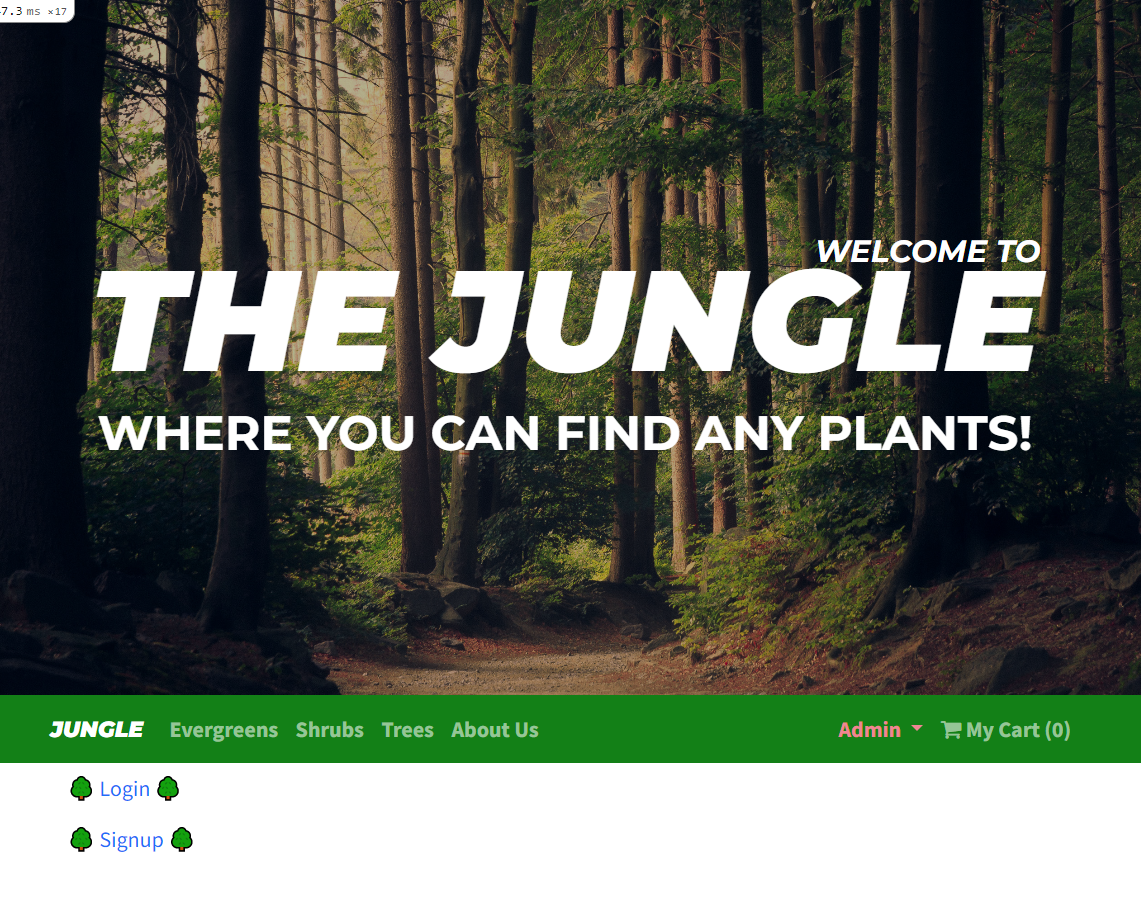 7.3 ms ×17
WELCOME TO
THE JUNGLE
WHERE YOU CAN FIND ANY PLANTS!
JUNGLE Evergreens Shrubs Trees About Us Admin My Cart (0)
Login
Signup